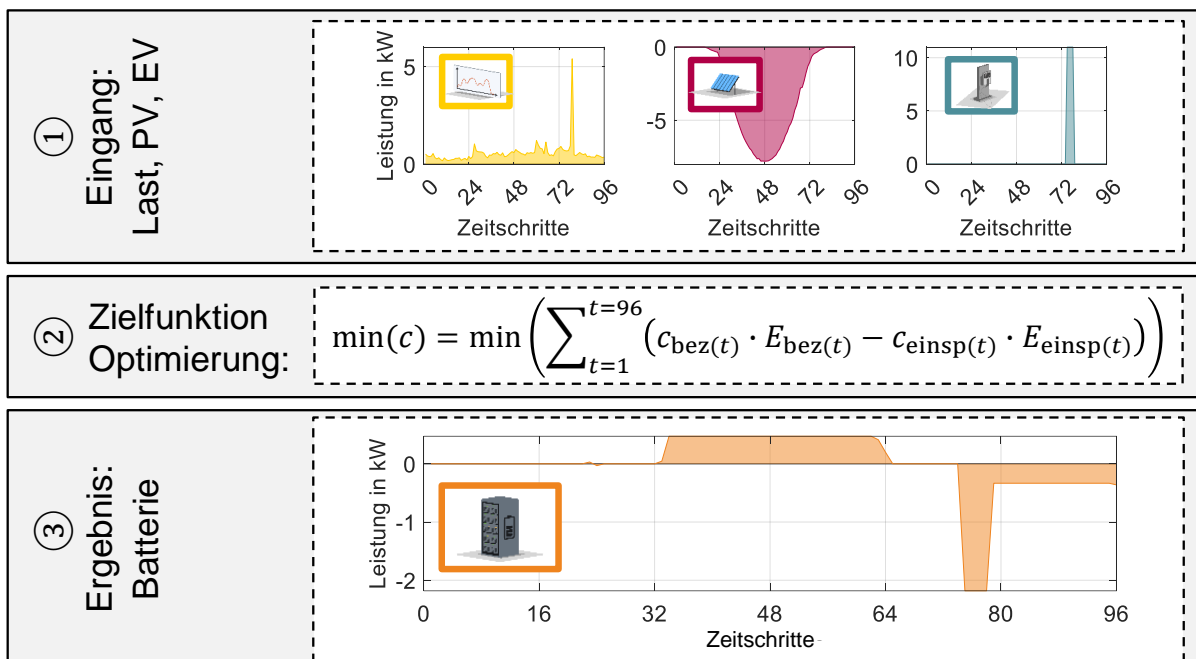 ① Eingang:
Last, PV, EV
Leistung in kW
5
0
0 24 48 72 96
Zeitschritte
0
-5
0 24 48 72 96
Zeitschritte
10
5
0
0 24 48 72 96
Zeitschritte
② Zielfunktion
Optimierung:
min(c) = min(∑_{t=1}^{t=96}(c_{bez(t)} · E_{bez(t)} − c_{einsp(t)} · E_{einsp(t)}))
③ Ergebnis:
Batterie
Leistung in kW
0
-1
-2
0 16 32 48 64 80 96
Zeitschritte